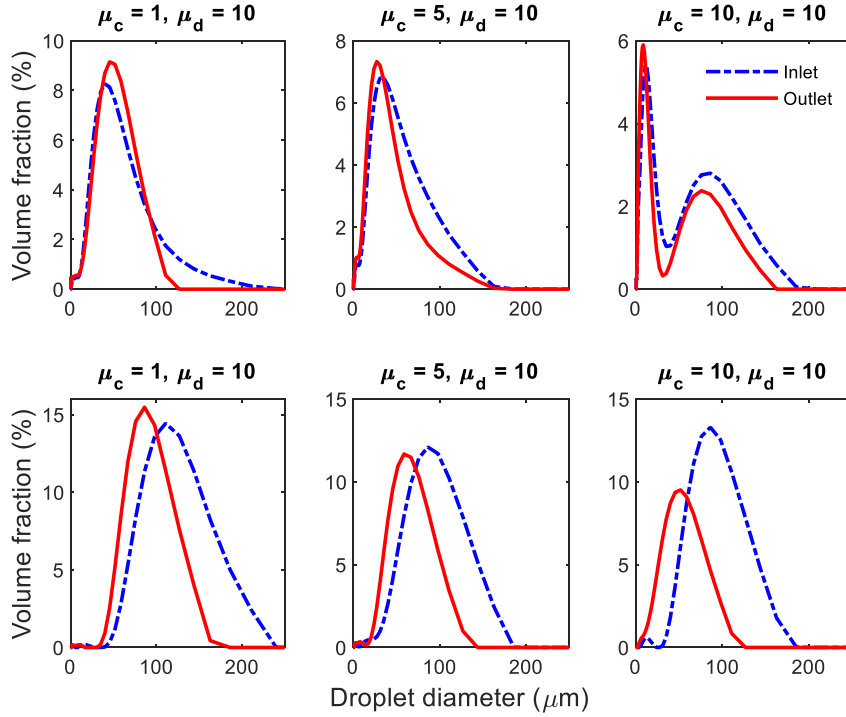 μc = 1, μd = 10
μc = 5, μd = 10
μc = 10, μd = 10
Volume fraction (%)
10
8
6
4
2
0
0 100 200
8
6
4
2
0
0 100 200
6
4
2
0
0 100 200
Inlet
Outlet
μc = 1, μd = 10
μc = 5, μd = 10
μc = 10, μd = 10
Volume fraction (%)
15
10
5
0
0 100 200
15
10
5
0
0 100 200
15
10
5
0
0 100 200
Droplet diameter (μm)